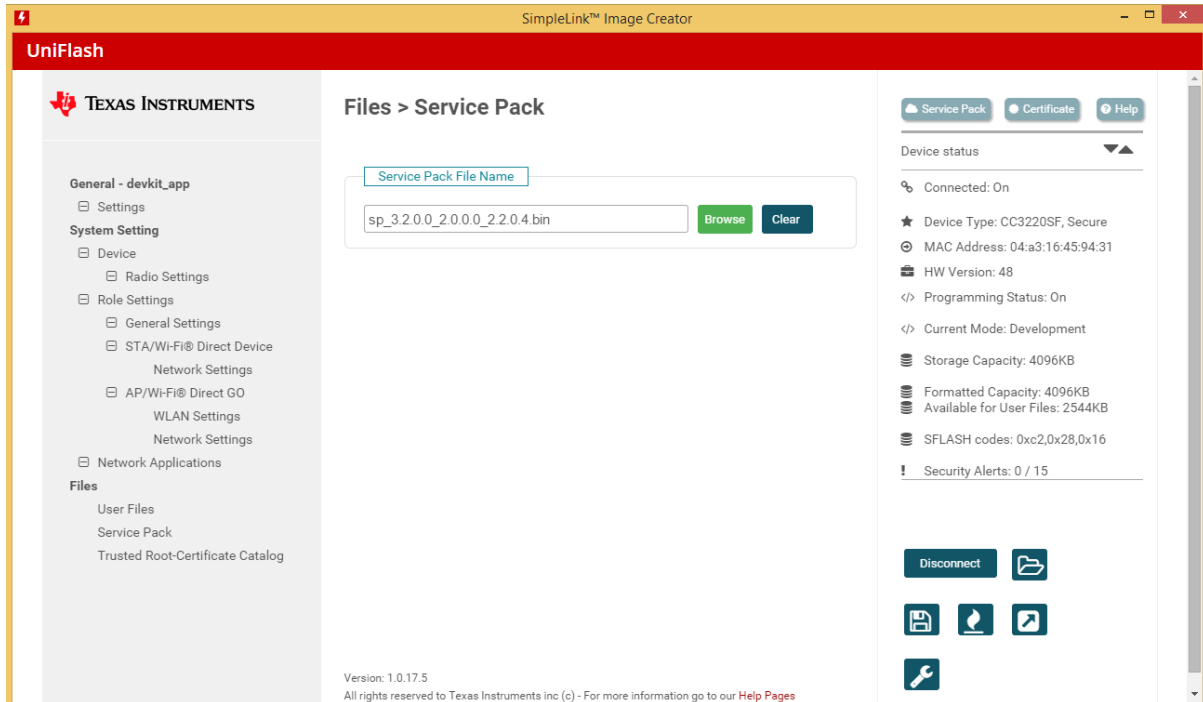 SimpleLink™ Image Creator
UniFlash
TEXAS INSTRUMENTS
General - devkit_app
Settings
System Setting
Device
Radio Settings
Role Settings
General Settings
STA/Wi-Fi® Direct Device
Network Settings
AP/Wi-Fi® Direct GO
WLAN Settings
Network Settings
Network Applications
Files
User Files
Service Pack
Trusted Root-Certificate Catalog
Files > Service Pack
Service Pack File Name
sp_3.2.0.0_2.0.0.0_2.2.0.4.bin Browse Clear
Version: 1.0.17.5
All rights reserved to Texas Instruments inc (c) - For more information go to our Help Pages
Service Pack Certificate Help
Device status
Connected: On
Device Type: CC3220SF, Secure
MAC Address: 04:a3:16:45:94:31
HW Version: 48
Programming Status: On
Current Mode: Development
Storage Capacity: 4096KB
Formatted Capacity: 4096KB
Available for User Files: 2544KB
SFLASH codes: 0xc2,0x28,0x16
Security Alerts: 0 / 15
Disconnect